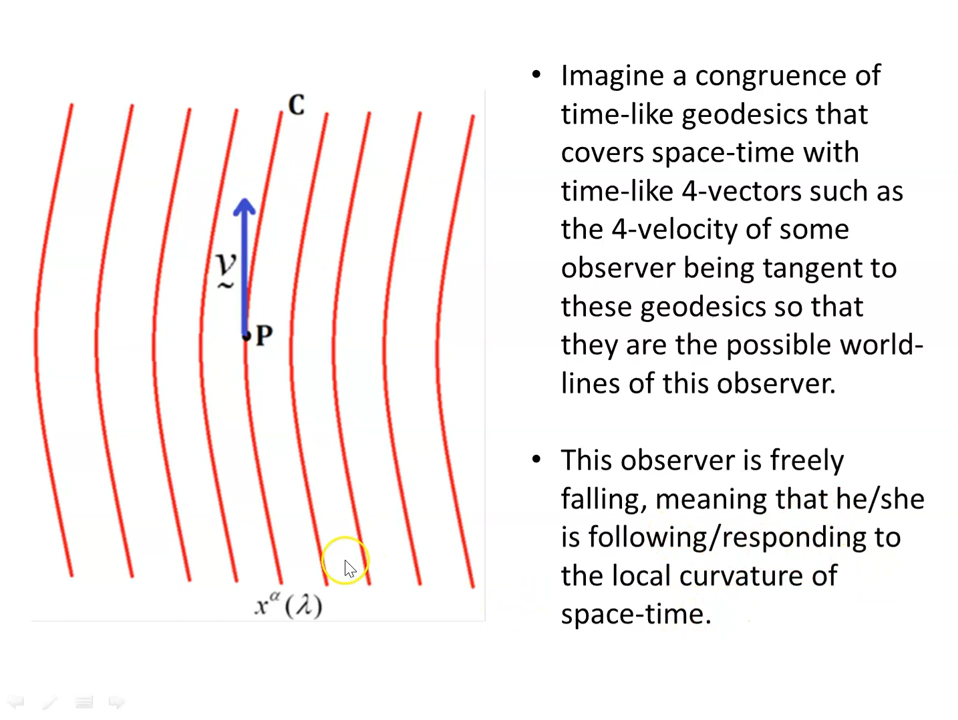 C
v
P
x^α(λ)
• Imagine a congruence of
time-like geodesics that
covers space-time with
time-like 4-vectors such as
the 4-velocity of some
observer being tangent to
these geodesics so that
they are the possible world-
lines of this observer.
• This observer is freely
falling, meaning that he/she
is following/responding to
the local curvature of
space-time.